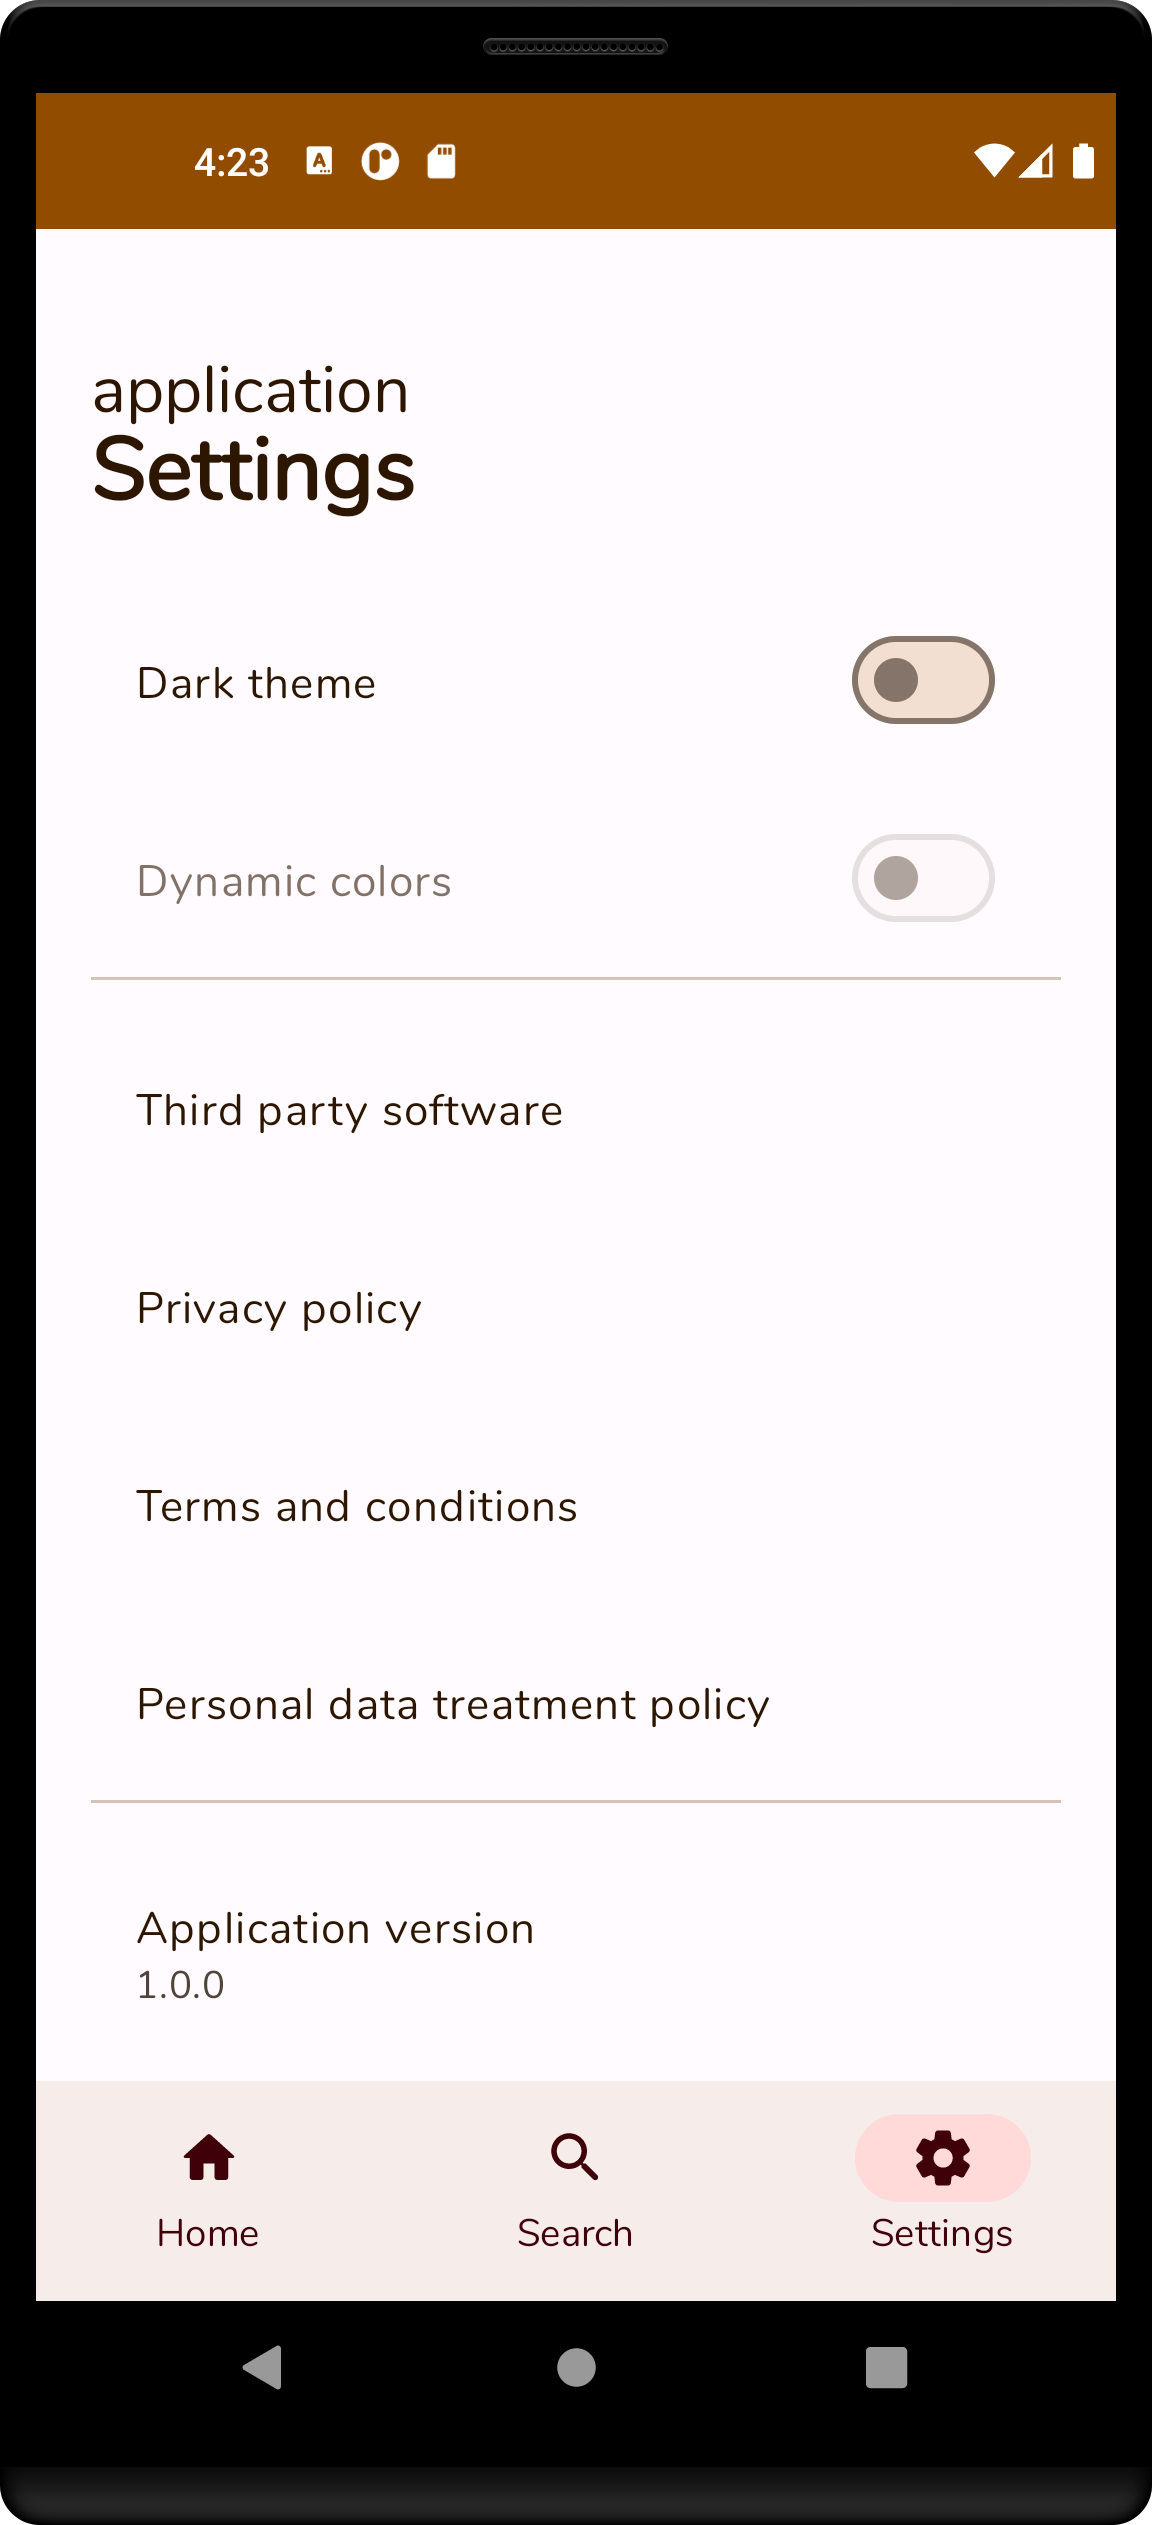 4:23
application
Settings
Dark theme
Dynamic colors
Third party software
Privacy policy
Terms and conditions
Personal data treatment policy
Application version
1.0.0
Home
Search
Settings